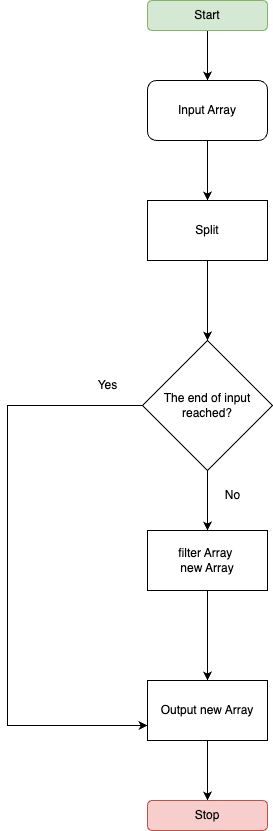 Start
Input Array
Split
The end of input
reached?
Yes
No
filter Array
new Array
Output new Array
Stop